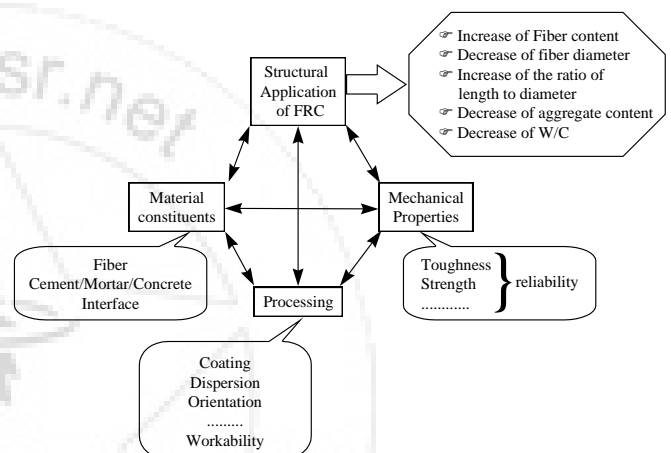 ☞ Increase of Fiber content
☞ Decrease of fiber diameter
☞ Increase of the ratio of
length to diameter
☞ Decrease of aggregate content
☞ Decrease of W/C
Structural
Application
of FRC
Material
constituents
Mechanical
Properties
Fiber
Cement/Mortar/Concrete
Interface
Processing
Toughness
Strength
............
reliability
Coating
Dispersion
Orientation
.........
Workability
sr.net